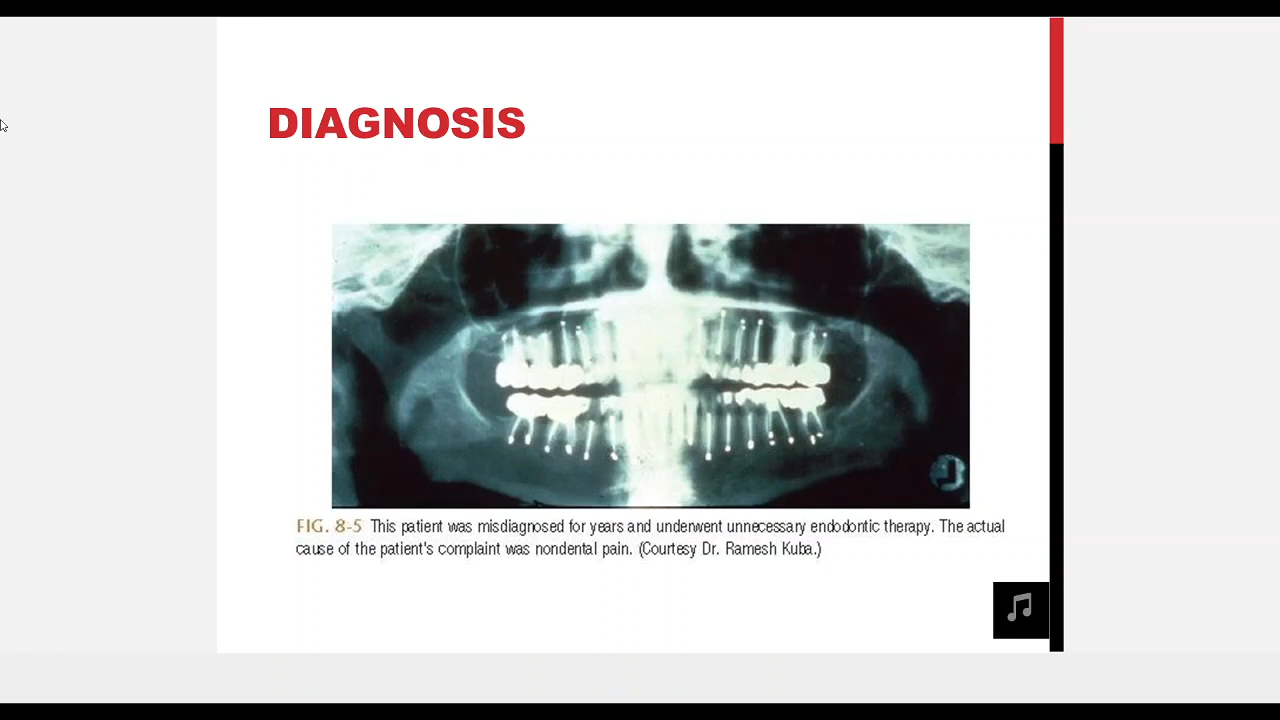 DIAGNOSIS
L
FIG. 8-5 This patient was misdiagnosed for years and underwent unnecessary endodontic therapy. The actual
cause of the patient's complaint was nondental pain. (Courtesy Dr. Ramesh Kuba.)